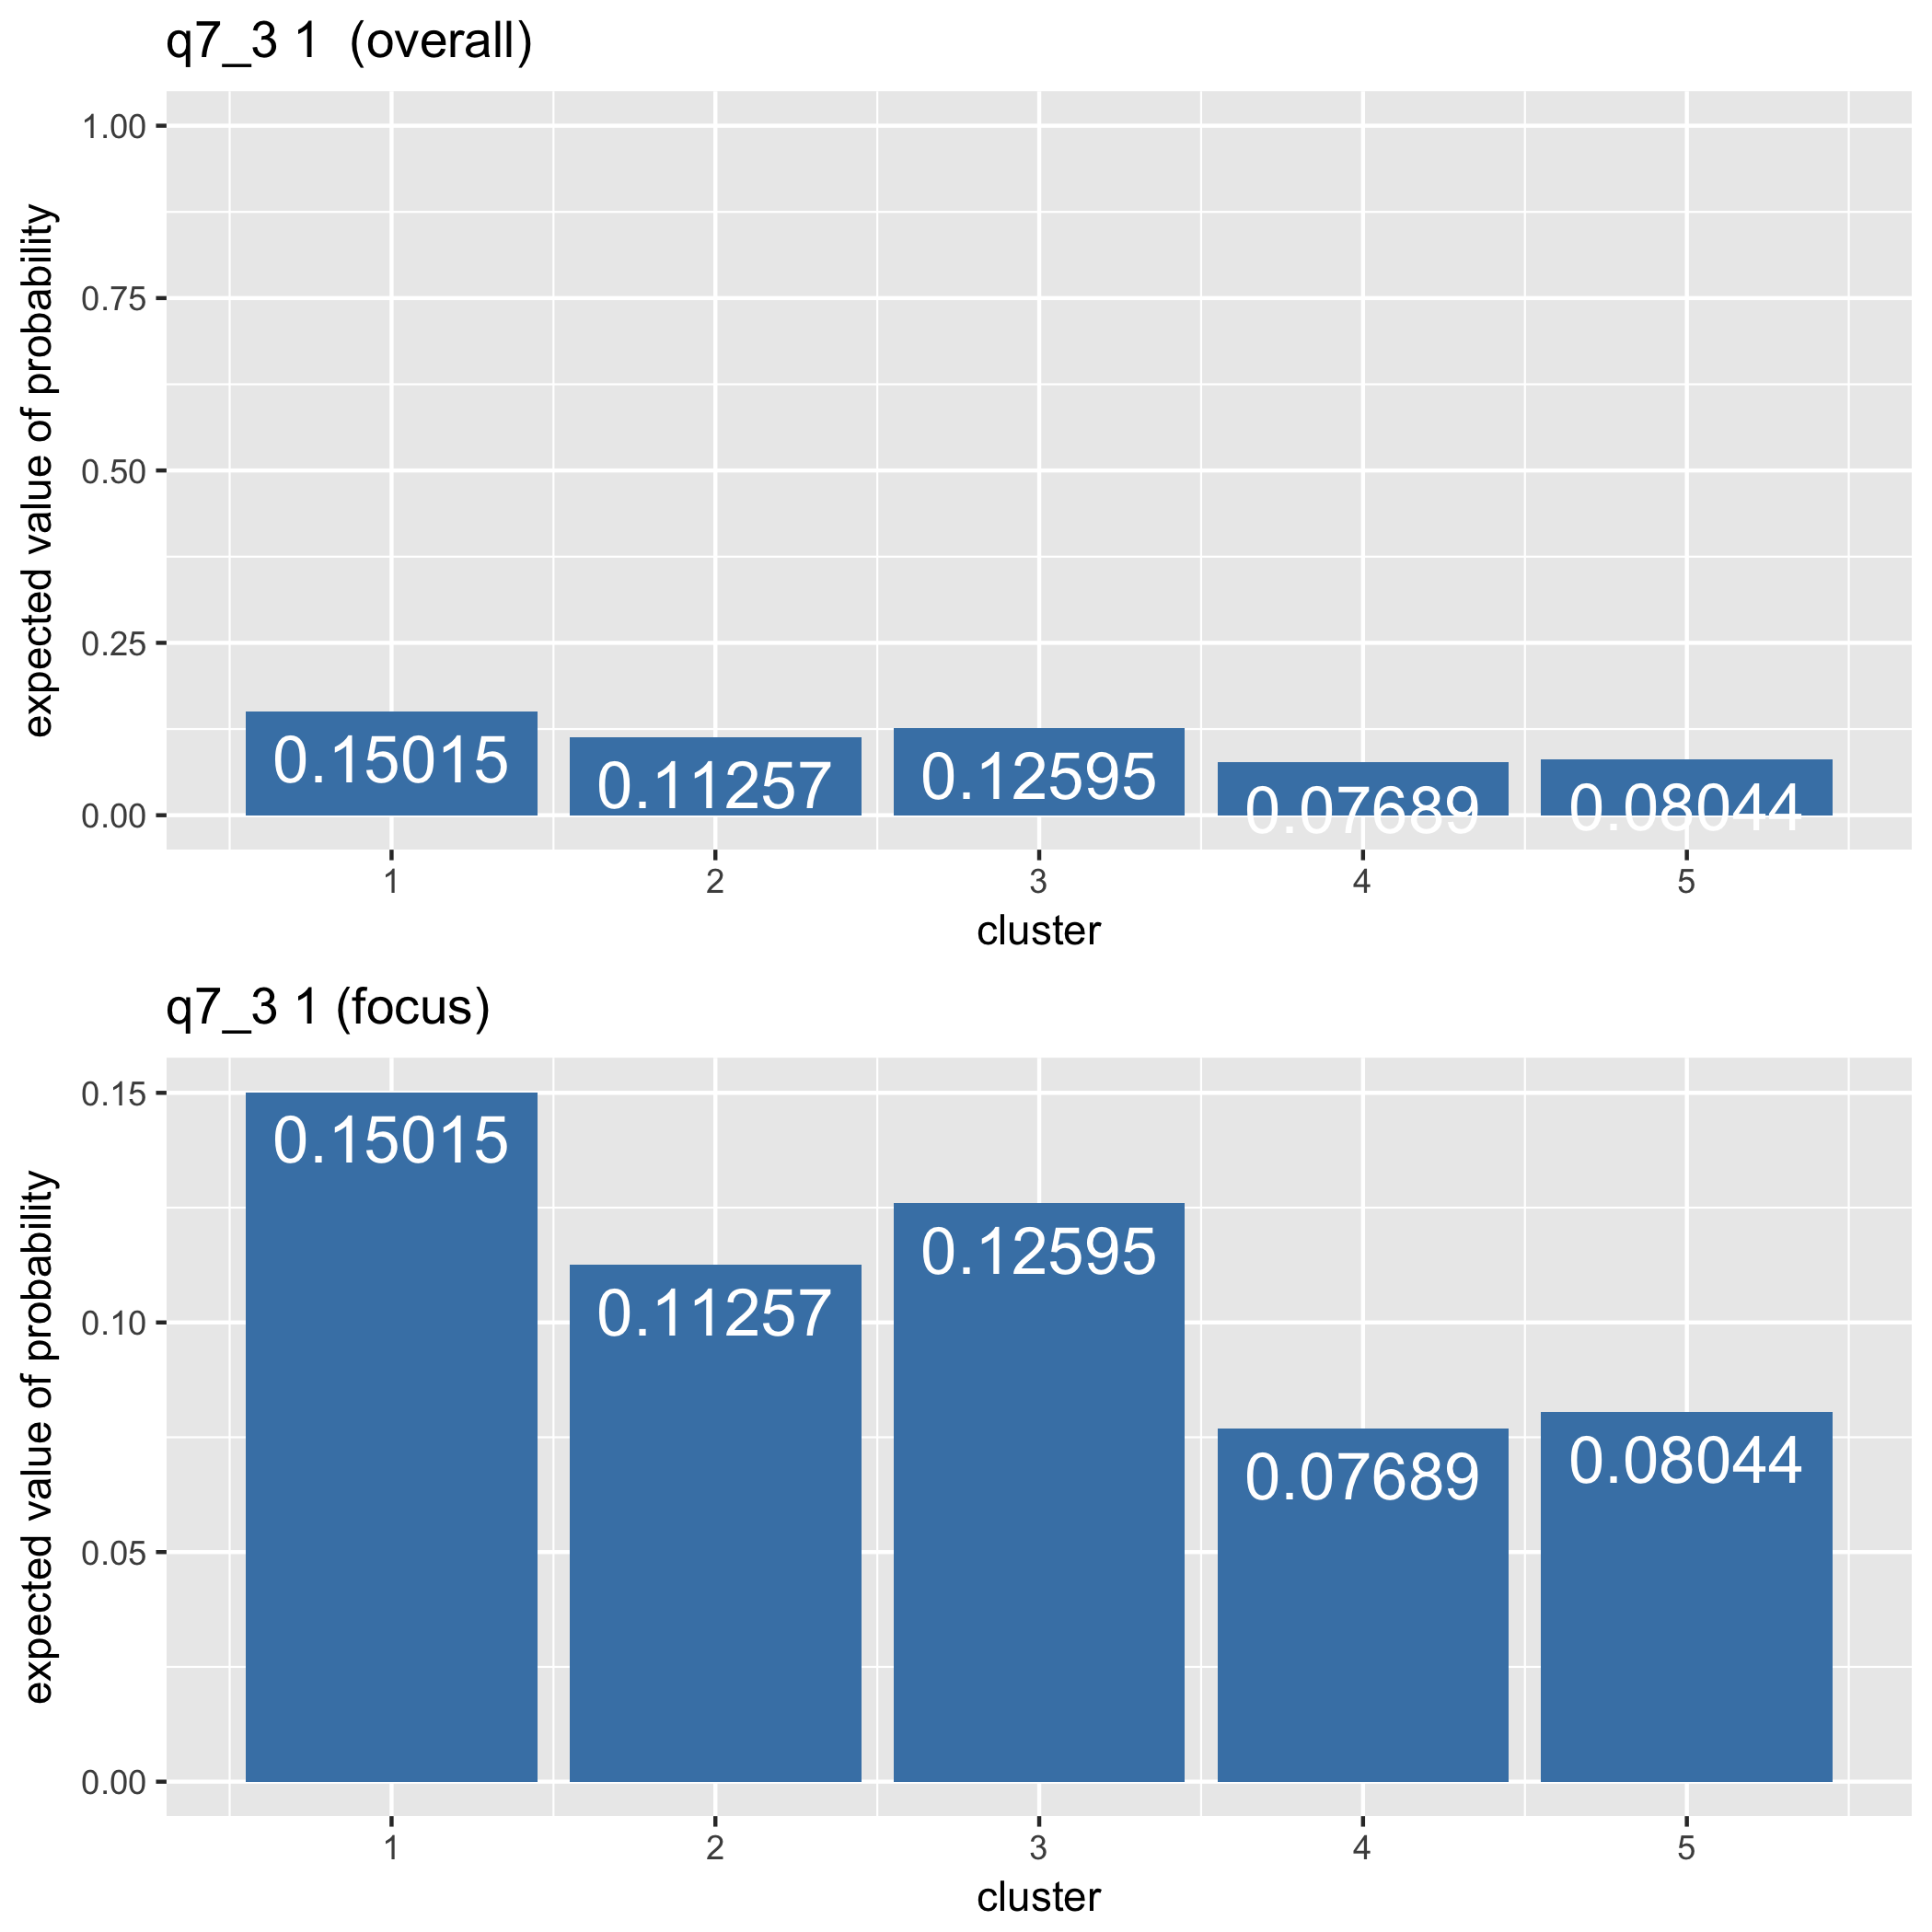 q7_3 1  (overall)
expected value of probability
1.00
0.75
0.50
0.25
0.00
0.15015
0.11257
0.12595
0.07689
0.08044
1 2 3 4 5
cluster
q7_3 1 (focus)
expected value of probability
0.15
0.10
0.05
0.00
0.15015
0.11257
0.12595
0.07689
0.08044
1 2 3 4 5
cluster